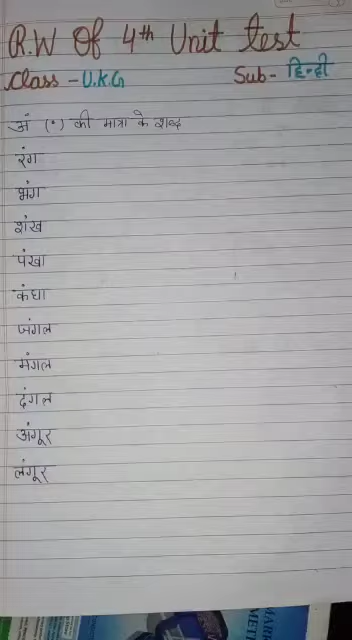 R.W Of 4th Unit test
Class - U.K.G Sub- हिन्दी
अं (ं) की मात्रा के शब्द
रंग
भंग
शंख
पंखा
कंघा
जंगल
मंगल
दंगल
अंगूर
लंगूर